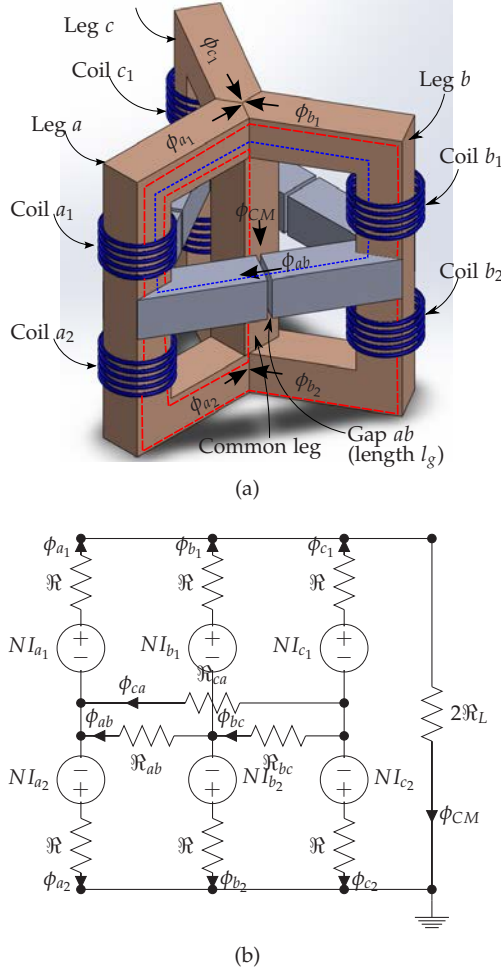 Leg c
ϕc1
Coil c1
Leg b
ϕb1
Leg a
ϕa1
Coil b1
Coil a1
ϕCM
ϕab
Coil b2
Coil a2
ϕa2
ϕb2
Common leg
Gap ab
(length lg)
(a)
ϕa1 ϕb1 ϕc1
ℜ ℜ ℜ
+ + +
NIa1 NIb1 NIc1
− − −
ℜca
ϕca
2ℜL
ϕab ϕbc
ℜab ℜbc
− − −
NIa2 NIb2 NIc2
+ + +
ϕCM
ℜ ℜ ℜ
ϕa2 ϕb2 ϕc2
(b)